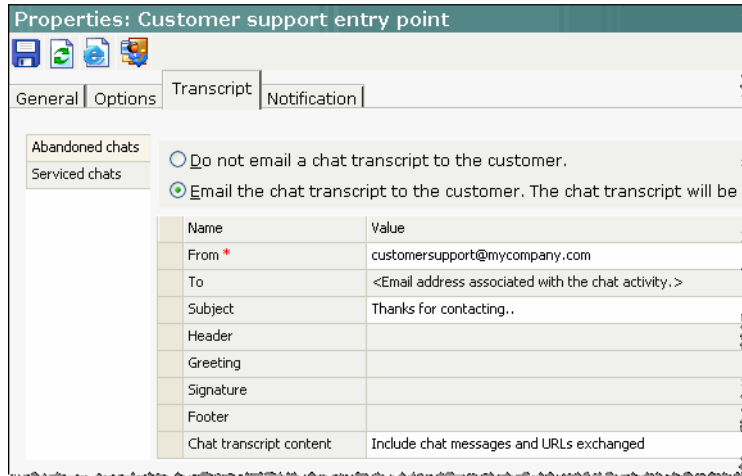 Properties: Customer support entry point
General Options Transcript Notification
Abandoned chats
Serviced chats
Do not email a chat transcript to the customer.
Email the chat transcript to the customer. The chat transcript will be
Name Value
From * customersupport@mycompany.com
To <Email address associated with the chat activity.>
Subject Thanks for contacting..
Header
Greeting
Signature
Footer
Chat transcript content Include chat messages and URLs exchanged